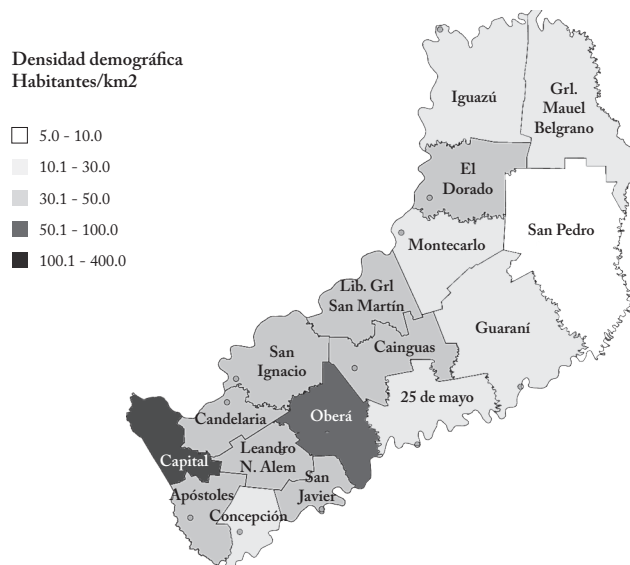 Densidad demográfica
Habitantes/km2
5.0 - 10.0
10.1 - 30.0
30.1 - 50.0
50.1 - 100.0
100.1 - 400.0
Iguazú
Grl.
Mauel
Belgrano
El
Dorado
San Pedro
Montecarlo
Lib. Grl
San Martín
Guaraní
Cainguas
San
Ignacio
25 de mayo
Candelaria
Oberá
Capital
Leandro
N. Alem
San
Javier
Apóstoles
Concepción